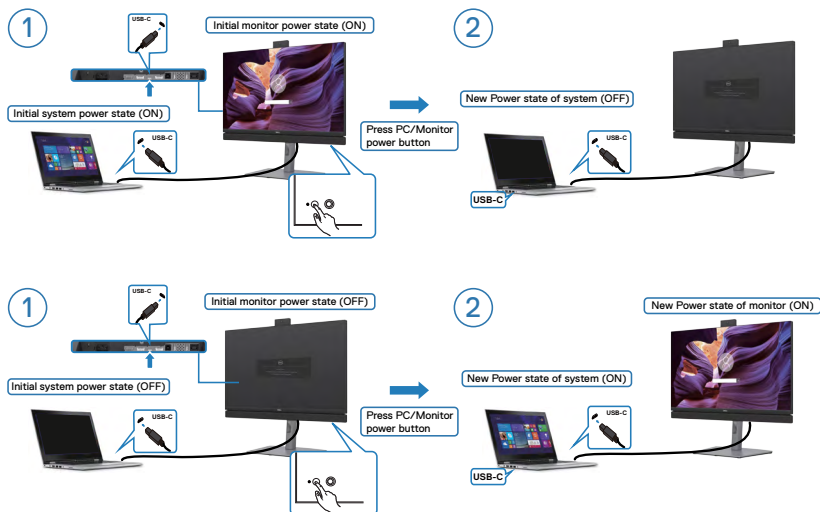 1
USB-C
Initial monitor power state (ON)
2
Initial system power state (ON)
USB-C
Press PC/Monitor
power button
New Power state of system (OFF)
USB-C
USB-C
1
USB-C
Initial monitor power state (OFF)
2
New Power state of monitor (ON)
Initial system power state (OFF)
USB-C
Press PC/Monitor
power button
New Power state of system (ON)
USB-C
USB-C